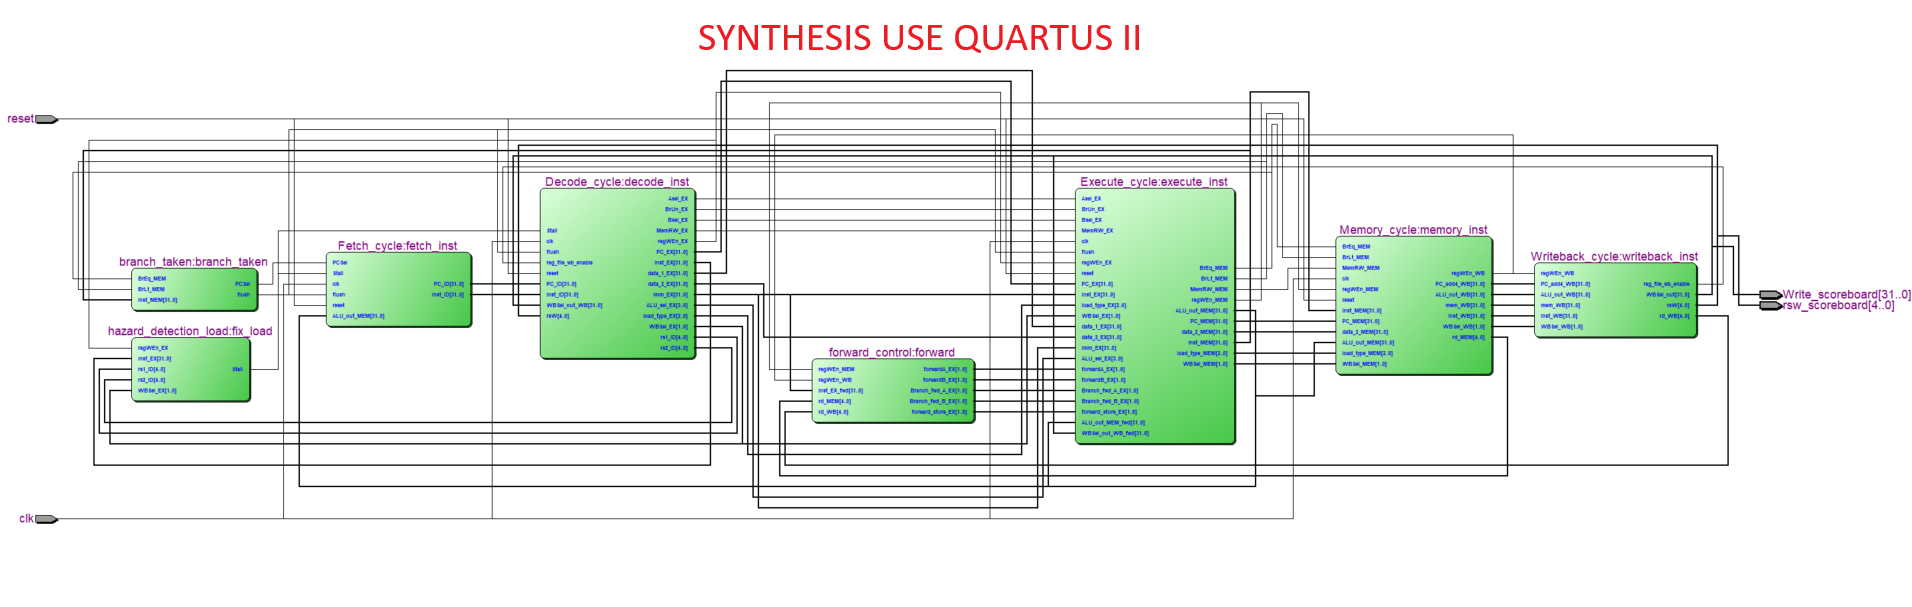 SYNTHESIS USE QUARTUS II
reset
clk
branch_taken:branch_taken
BrEq_MEM
BrLt_MEM
inst_MEM[31..0]
PCSel
flush
hazard_detection_load:fix_load
regWEn_EX
inst_EX[31..0]
rs1_ID[4..0]
rs2_ID[4..0]
WBSel_EX[1..0]
Stall
Fetch_cycle:fetch_inst
PCSel
Stall
clk
flush
reset
ALU_out_MEM[31..0]
PC_ID[31..0]
inst_ID[31..0]
Decode_cycle:decode_inst
Stall
clk
flush
reg_file_wb_enable
reset
PC_ID[31..0]
inst_ID[31..0]
WBSel_out_WB[31..0]
rsW[4..0]
Asel_EX
BrUn_EX
Bsel_EX
MemRW_EX
regWEn_EX
PC_EX[31..0]
inst_EX[31..0]
data_1_EX[31..0]
data_2_EX[31..0]
imm_EX[31..0]
ALU_sel_EX[3..0]
load_type_EX[2..0]
WBSel_EX[1..0]
rs1_ID[4..0]
rs2_ID[4..0]
forward_control:forward
regWEn_MEM
regWEn_WB
inst_EX_fwd[31..0]
rd_MEM[4..0]
rd_WB[4..0]
forwardA_EX[1..0]
forwardB_EX[1..0]
Branch_fwd_A_EX[1..0]
Branch_fwd_B_EX[1..0]
forward_store_EX[1..0]
Execute_cycle:execute_inst
Asel_EX
BrUn_EX
Bsel_EX
MemRW_EX
clk
flush
regWEn_EX
reset
PC_EX[31..0]
inst_EX[31..0]
load_type_EX[2..0]
WBSel_EX[1..0]
data_1_EX[31..0]
data_2_EX[31..0]
imm_EX[31..0]
ALU_sel_EX[3..0]
forwardA_EX[1..0]
forwardB_EX[1..0]
Branch_fwd_A_EX[1..0]
Branch_fwd_B_EX[1..0]
forward_store_EX[1..0]
ALU_out_MEM_fwd[31..0]
WBSel_out_WB_fwd[31..0]
BrEq_MEM
BrLt_MEM
MemRW_MEM
regWEn_MEM
ALU_out_MEM[31..0]
PC_MEM[31..0]
data_2_MEM[31..0]
inst_MEM[31..0]
load_type_MEM[2..0]
WBSel_MEM[1..0]
Memory_cycle:memory_inst
BrEq_MEM
BrLt_MEM
MemRW_MEM
clk
regWEn_MEM
reset
inst_MEM[31..0]
PC_MEM[31..0]
data_2_MEM[31..0]
ALU_out_MEM[31..0]
load_type_MEM[2..0]
WBSel_MEM[1..0]
regWEn_WB
PC_add4_WB[31..0]
ALU_out_WB[31..0]
mem_WB[31..0]
inst_WB[31..0]
WBSel_WB[1..0]
rd_MEM[4..0]
Writeback_cycle:writeback_inst
regWEn_WB
PC_add4_WB[31..0]
ALU_out_WB[31..0]
mem_WB[31..0]
inst_WB[31..0]
WBSel_WB[1..0]
reg_file_wb_enable
WBSel_out[31..0]
rsW[4..0]
rd_WB[4..0]
Write_scoreboard[31..0]
rsw_scoreboard[4..0]